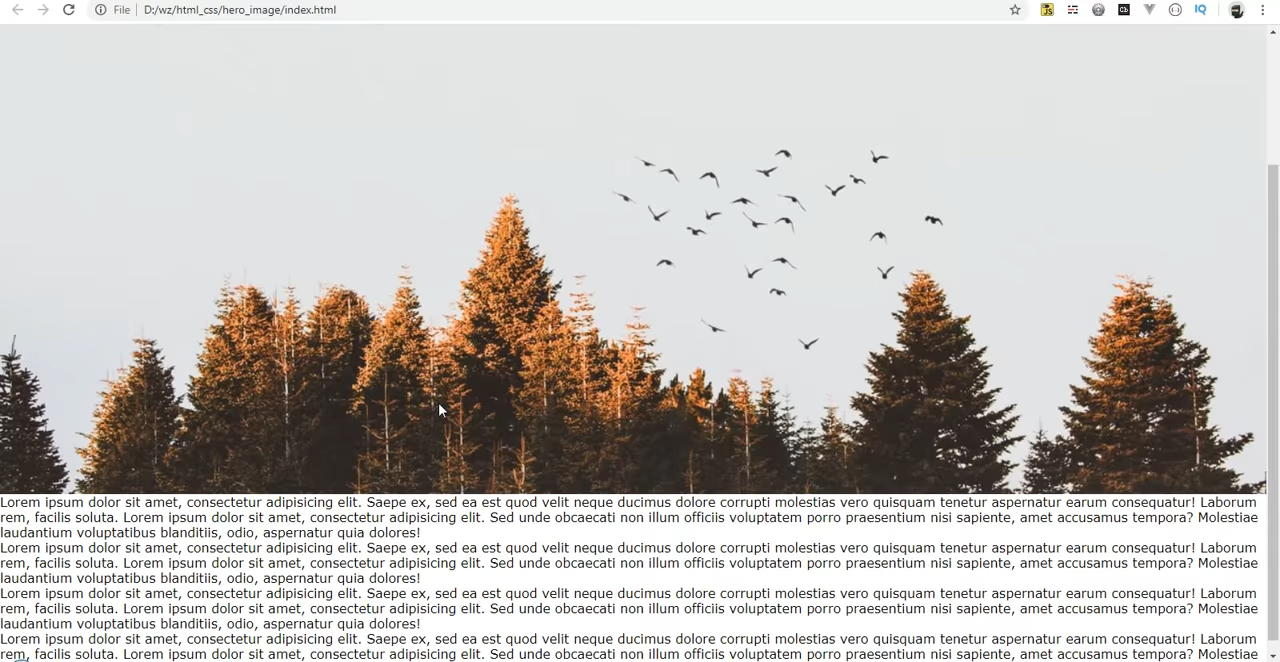 File D:/wz/html_css/hero_image/index.html
JS Cb IQ
Lorem ipsum dolor sit amet, consectetur adipisicing elit. Saepe ex, sed ea est quod velit neque ducimus dolore corrupti molestias vero quisquam tenetur aspernatur earum consequatur! Laborum
rem, facilis soluta. Lorem ipsum dolor sit amet, consectetur adipisicing elit. Sed unde obcaecati non illum officiis voluptatem porro praesentium nisi sapiente, amet accusamus tempora? Molestiae
laudantium voluptatibus blanditiis, odio, aspernatur quia dolores!
Lorem ipsum dolor sit amet, consectetur adipisicing elit. Saepe ex, sed ea est quod velit neque ducimus dolore corrupti molestias vero quisquam tenetur aspernatur earum consequatur! Laborum
rem, facilis soluta. Lorem ipsum dolor sit amet, consectetur adipisicing elit. Sed unde obcaecati non illum officiis voluptatem porro praesentium nisi sapiente, amet accusamus tempora? Molestiae
laudantium voluptatibus blanditiis, odio, aspernatur quia dolores!
Lorem ipsum dolor sit amet, consectetur adipisicing elit. Saepe ex, sed ea est quod velit neque ducimus dolore corrupti molestias vero quisquam tenetur aspernatur earum consequatur! Laborum
rem, facilis soluta. Lorem ipsum dolor sit amet, consectetur adipisicing elit. Sed unde obcaecati non illum officiis voluptatem porro praesentium nisi sapiente, amet accusamus tempora? Molestiae
laudantium voluptatibus blanditiis, odio, aspernatur quia dolores!
Lorem ipsum dolor sit amet, consectetur adipisicing elit. Saepe ex, sed ea est quod velit neque ducimus dolore corrupti molestias vero quisquam tenetur aspernatur earum consequatur! Laborum
rem, facilis soluta. Lorem ipsum dolor sit amet, consectetur adipisicing elit. Sed unde obcaecati non illum officiis voluptatem porro praesentium nisi sapiente, amet accusamus tempora? Molestiae